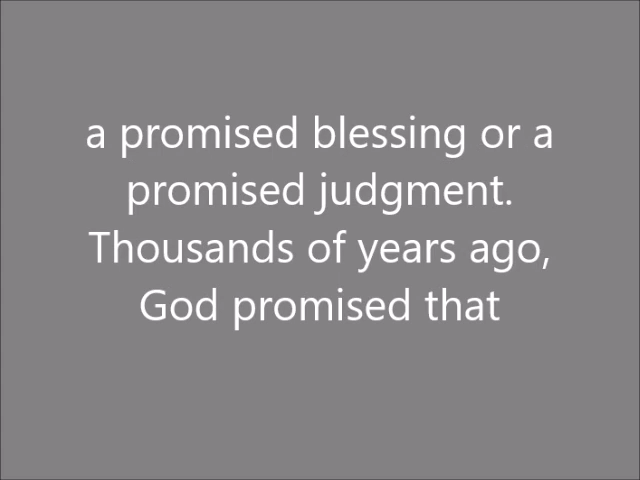 a promised blessing or a
promised judgment.
Thousands of years ago,
God promised that